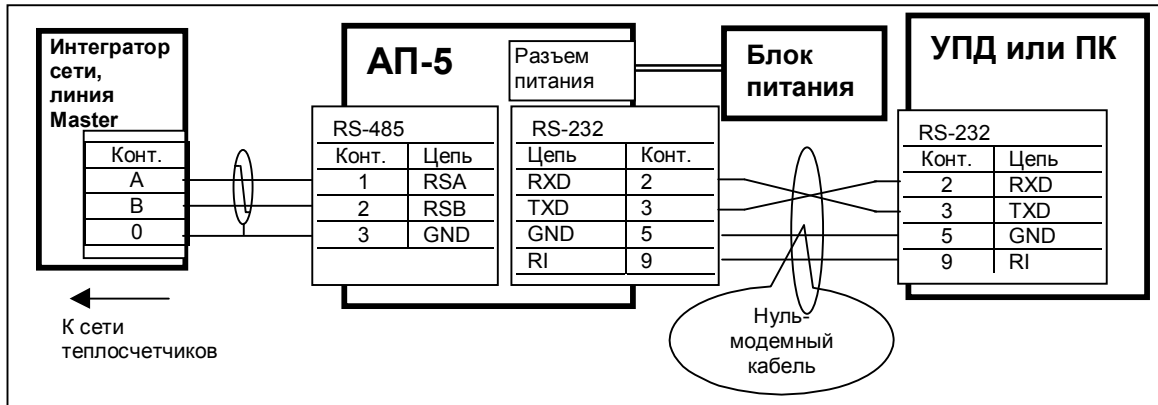 Интегратор
сети,
линия
Master
Конт.
A
B
0
К сети
теплосчетчиков
АП-5
Разъем
питания
RS-485
Конт. Цепь
1 RSA
2 RSB
3 GND
RS-232
Цепь Конт.
RXD 2
TXD 3
GND 5
RI 9
Блок
питания
Нуль-
модемный
кабель
УПД или ПК
RS-232
Конт. Цепь
2 RXD
3 TXD
5 GND
9 RI